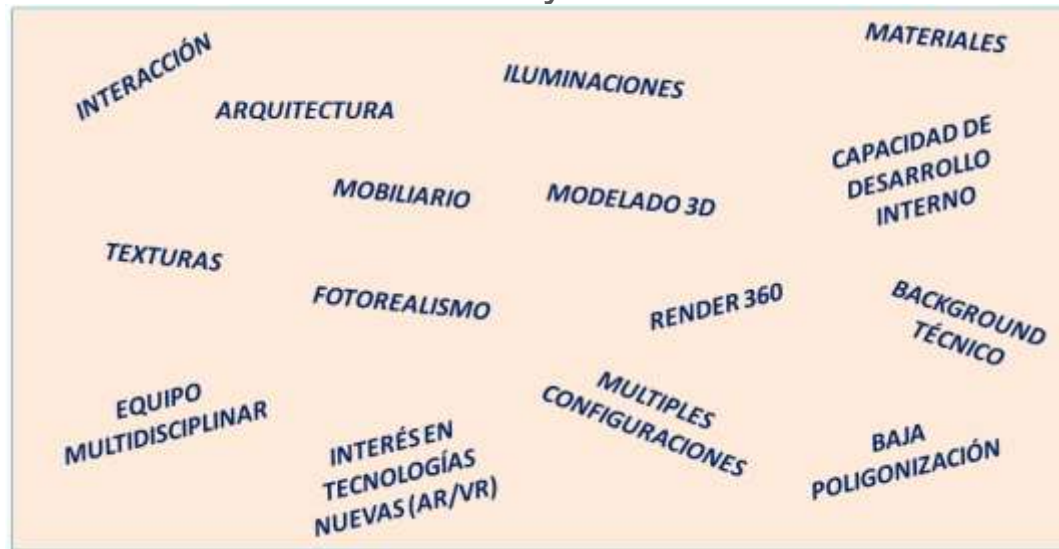 INTERACCIÓN
ARQUITECTURA
ILUMINACIONES
MATERIALES
MOBILIARIO
MODELADO 3D
CAPACIDAD DE
DESARROLLO
INTERNO
TEXTURAS
FOTOREALISMO
RENDER 360
BACKGROUND
TÉCNICO
EQUIPO
MULTIDISCIPLINAR
INTERÉS EN
TECNOLOGÍAS
NUEVAS (AR/VR)
MULTIPLES
CONFIGURACIONES
BAJA
POLIGONIZACIÓN